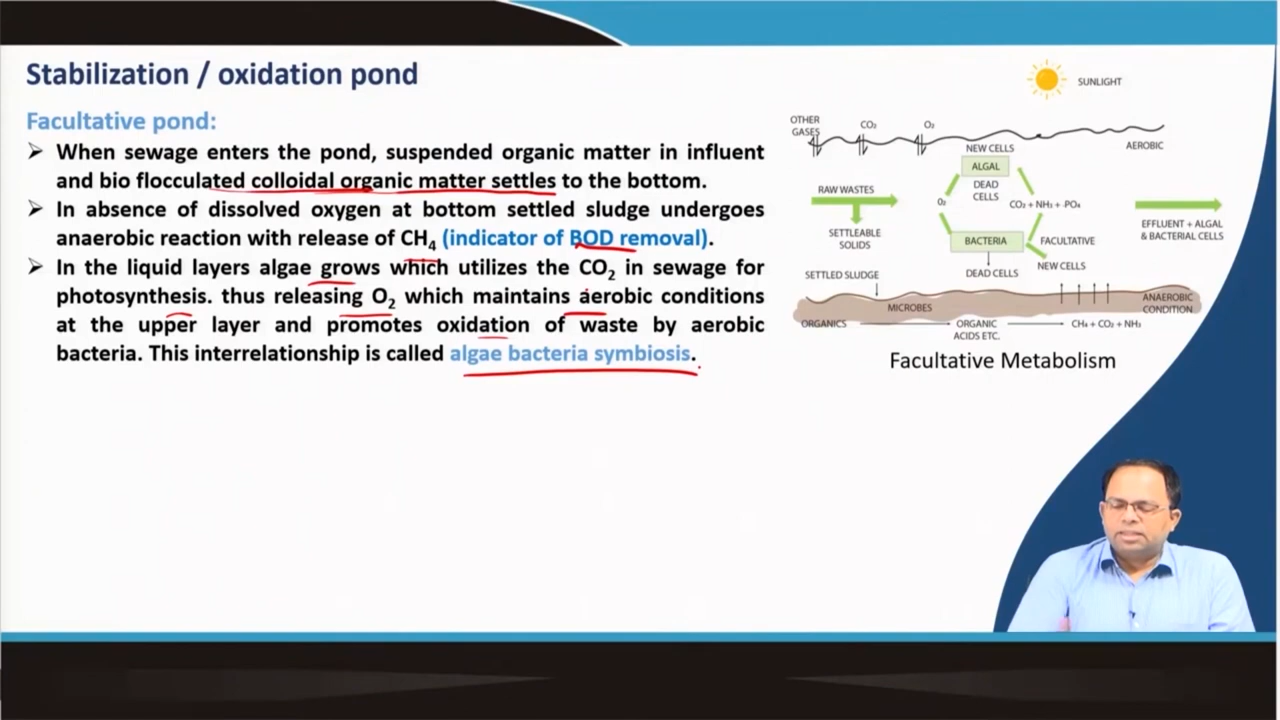 Stabilization / oxidation pond
Facultative pond:
➢ When sewage enters the pond, suspended organic matter in influent
and bio flocculated colloidal organic matter settles to the bottom.
➢ In absence of dissolved oxygen at bottom settled sludge undergoes
anaerobic reaction with release of CH₄ (indicator of BOD removal).
➢ In the liquid layers algae grows which utilizes the CO₂ in sewage for
photosynthesis. thus releasing O₂ which maintains aerobic conditions
at the upper layer and promotes oxidation of waste by aerobic
bacteria. This interrelationship is called algae bacteria symbiosis.
SUNLIGHT
OTHER
GASES
CO₂
O₂
AEROBIC
NEW CELLS
ALGAL
DEAD
CELLS
RAW WASTES
O₂
CO₂ + NH₃ + PO₄
SETTLEABLE
SOLIDS
EFFLUENT + ALGAL
& BACTERIAL CELLS
BACTERIA
FACULTATIVE
NEW CELLS
DEAD CELLS
SETTLED SLUDGE
MICROBES
ANAEROBIC
CONDITION
ORGANICS
ORGANIC
ACIDS ETC.
CH₄ + CO₂ + NH₃
Facultative Metabolism